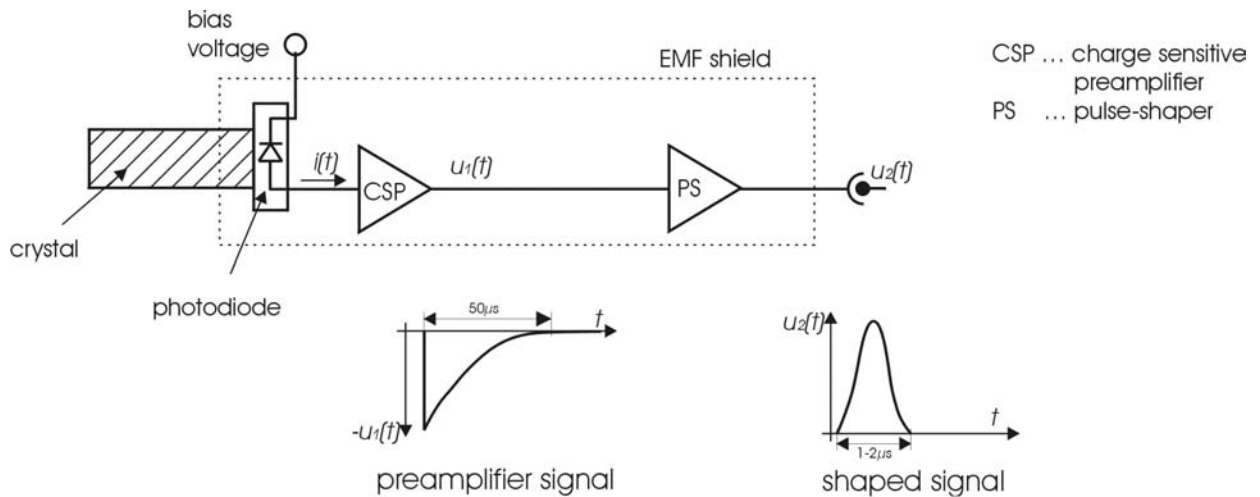 bias
voltage
EMF shield
CSP ... charge sensitive
preamplifier
PS ... pulse-shaper
i(t)
u₁(t)
u₂(t)
CSP
PS
crystal
photodiode
50µs
t
-u₁(t)
preamplifier signal
u₂(t)
t
1-2µs
shaped signal